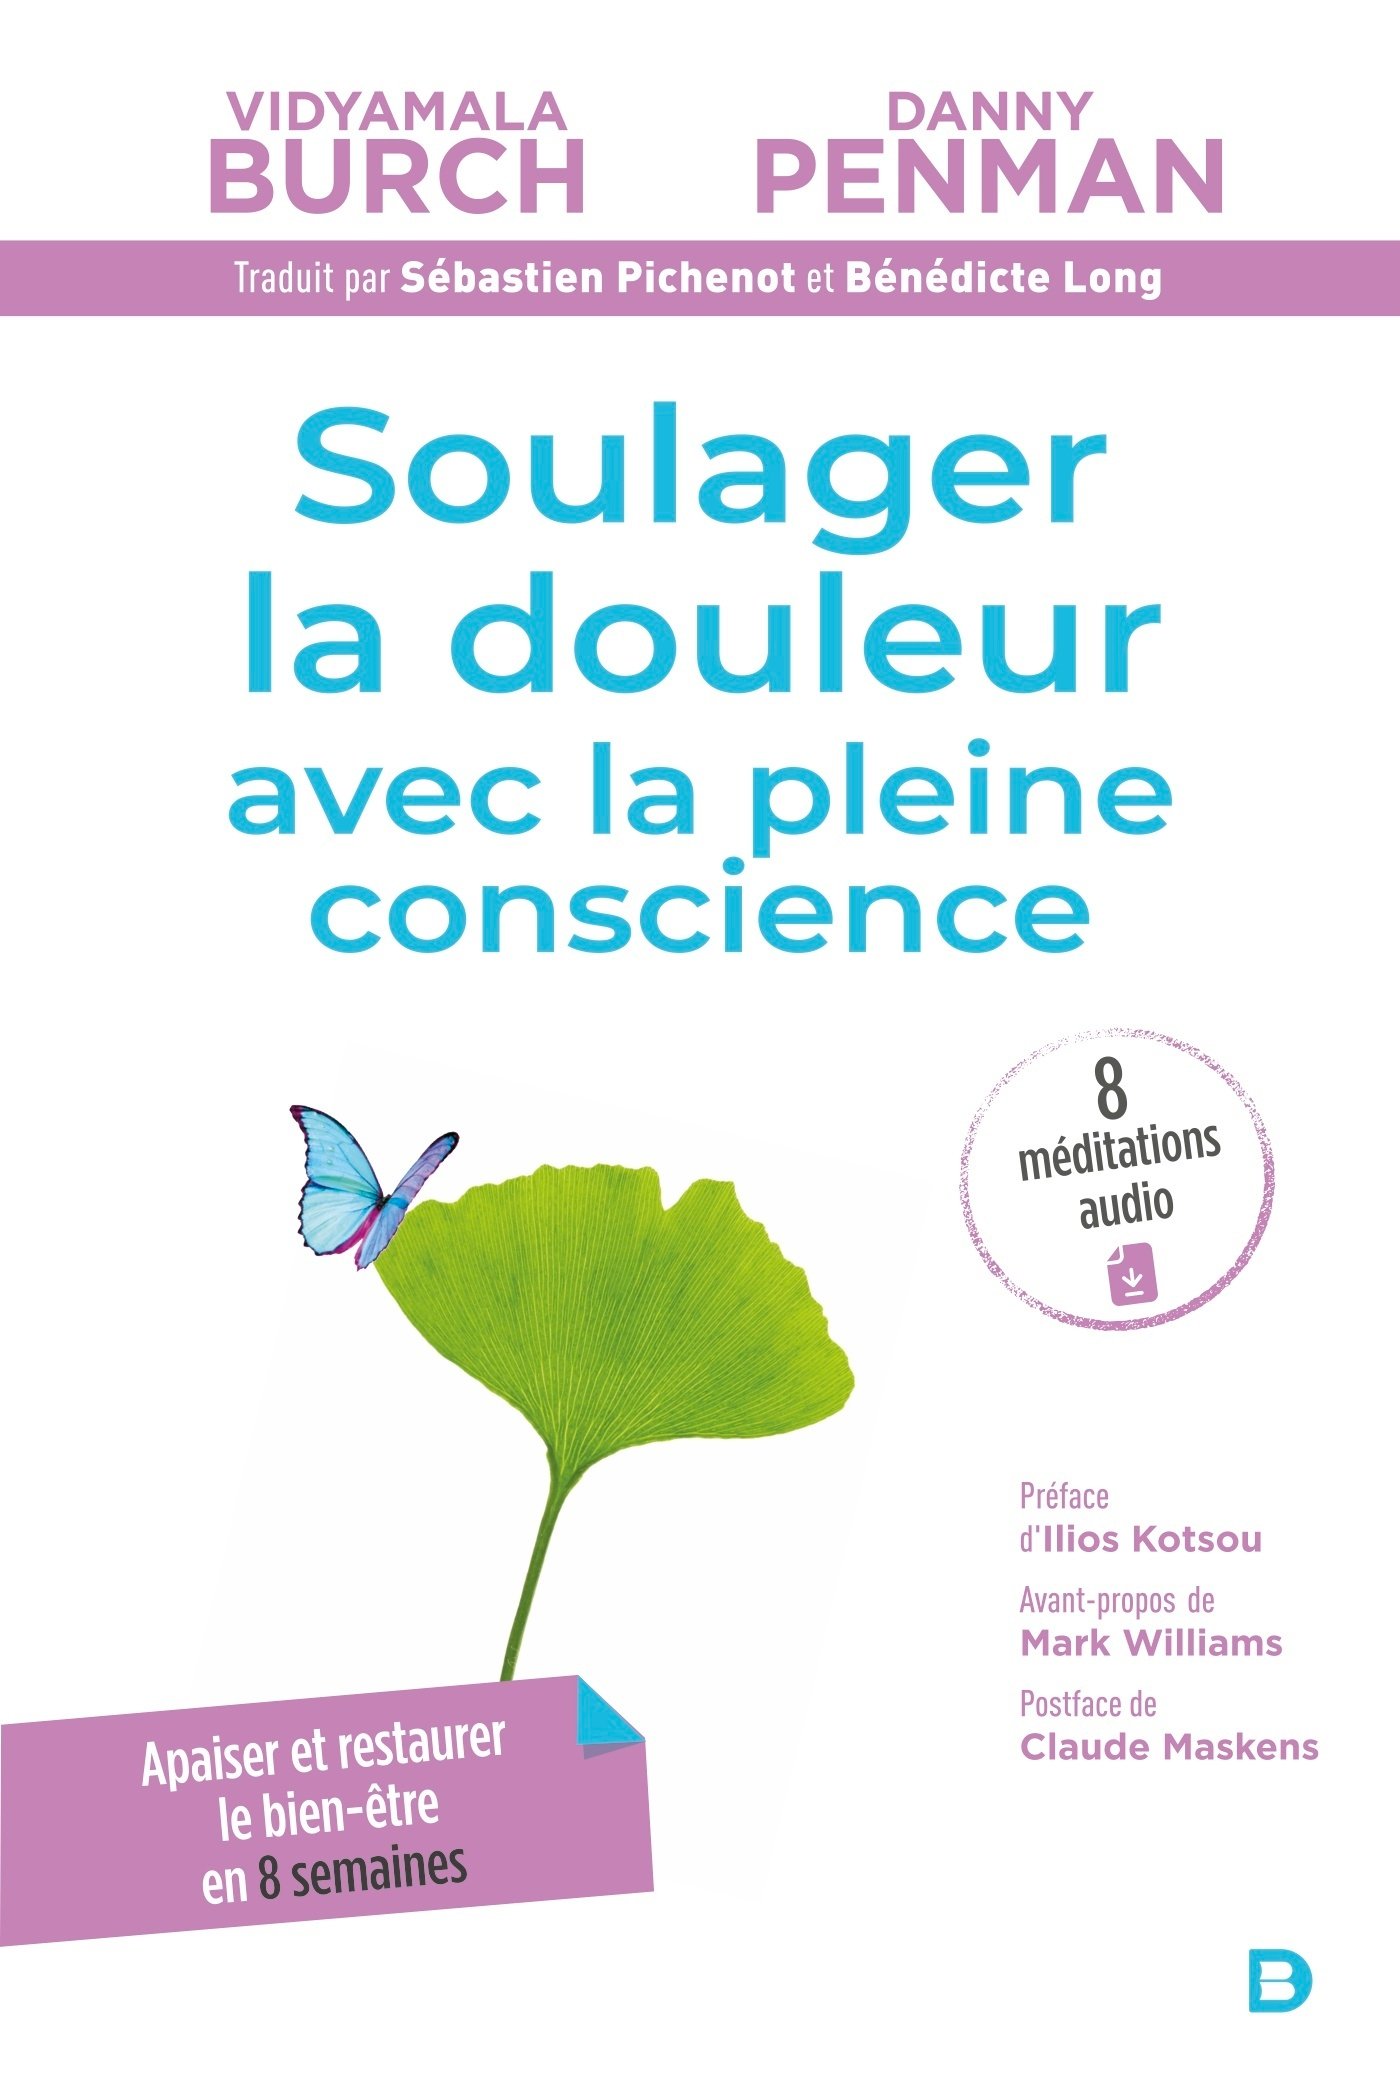 VIDYAMALA
BURCH
DANNY
PENMAN
Traduit par Sébastien Pichenot et Bénédicte Long
Soulager
la douleur
avec la pleine
conscience
8
méditations
audio
Préface
d'Ilios Kotsou
Avant-propos de
Mark Williams
Postface de
Claude Maskens
Apaiser et restaurer
le bien-être
en 8 semaines